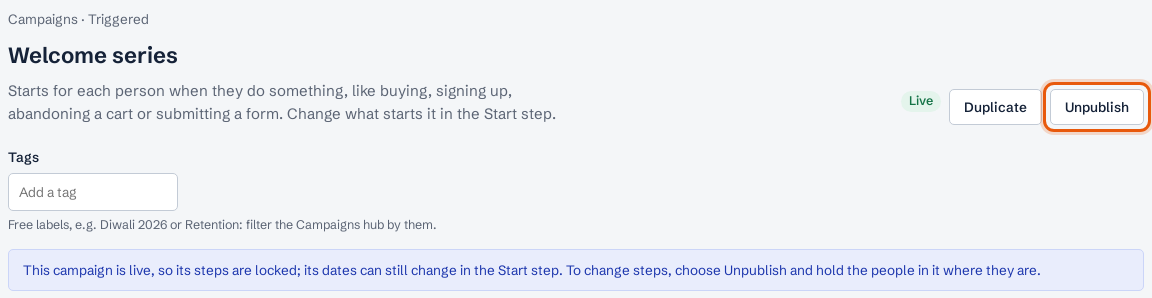 Campaigns · Triggered
Welcome series
Starts for each person when they do something, like buying, signing up,
abandoning a cart or submitting a form. Change what starts it in the Start step.
Live
Duplicate
Unpublish
Tags
Add a tag
Free labels, e.g. Diwali 2026 or Retention: filter the Campaigns hub by them.
This campaign is live, so its steps are locked; its dates can still change in the Start step. To change steps, choose Unpublish and hold the people in it where they are.